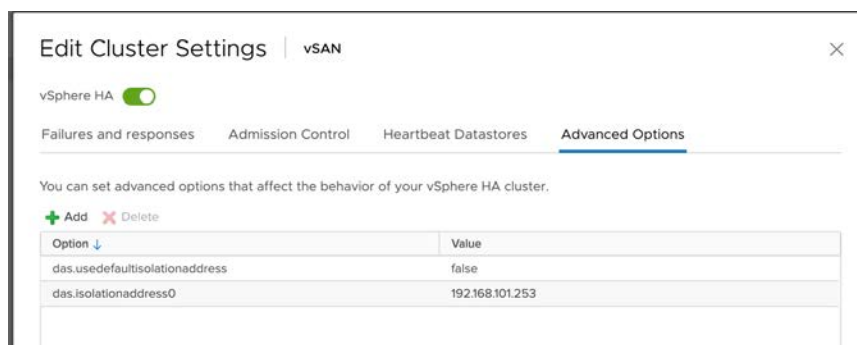 Edit Cluster Settings | vSAN
vSphere HA
Failures and responses Admission Control Heartbeat Datastores Advanced Options
You can set advanced options that affect the behavior of your vSphere HA cluster.
Add Delete
Option ↓ Value
das.usedefaultisolationaddress false
das.isolationaddress0 192.168.101.253